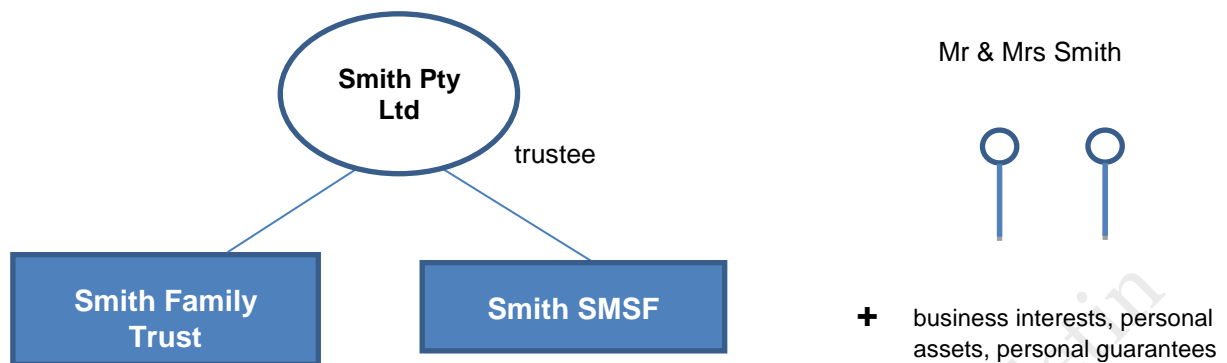 Smith Pty
Ltd
trustee
Smith Family
Trust
Smith SMSF
Mr & Mrs Smith
+ business interests, personal
assets, personal guarantees